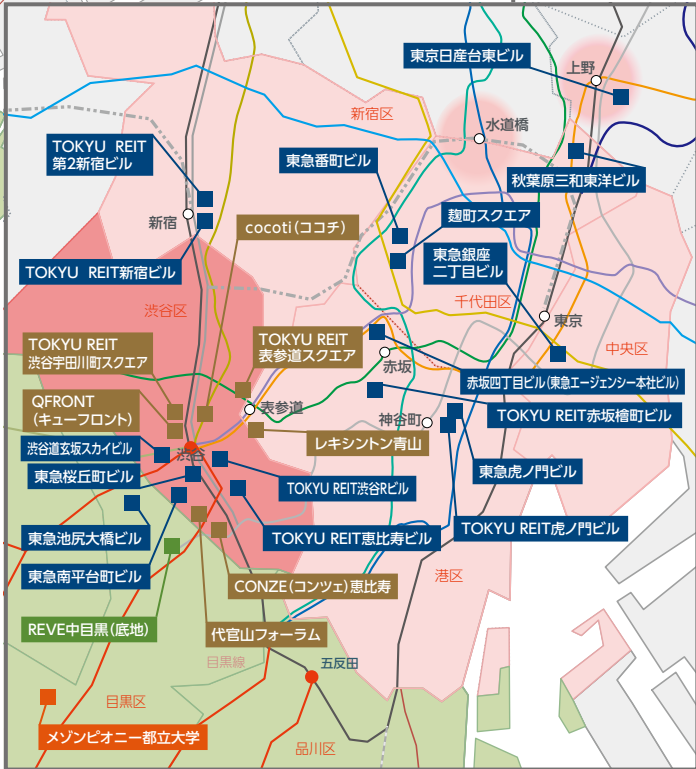 東京日産台東ビル
上野
新宿区
水道橋
TOKYU REIT
第2新宿ビル
東急番町ビル
秋葉原三和東洋ビル
新宿
cocoti(ココチ)
麹町スクエア
東急銀座
二丁目ビル
TOKYU REIT新宿ビル
千代田区
渋谷区
東京
中央区
TOKYU REIT
渋谷宇田川町スクエア
TOKYU REIT
表参道スクエア
赤坂
赤坂四丁目ビル(東急エージェンシー本社ビル)
QFRONT
(キューフロント)
表参道
神谷町
TOKYU REIT赤坂檜町ビル
レキシントン青山
渋谷道玄坂スカイビル
渋谷
東急桜丘町ビル
TOKYU REIT渋谷Rビル
東急虎ノ門ビル
東急池尻大橋ビル
TOKYU REIT恵比寿ビル
TOKYU REIT虎ノ門ビル
東急南平台町ビル
CONZE(コンツェ)恵比寿
港区
REVE中目黒(底地)
代官山フォーラム
目黒線
五反田
目黒区
メゾンピオニー都立大学
品川区